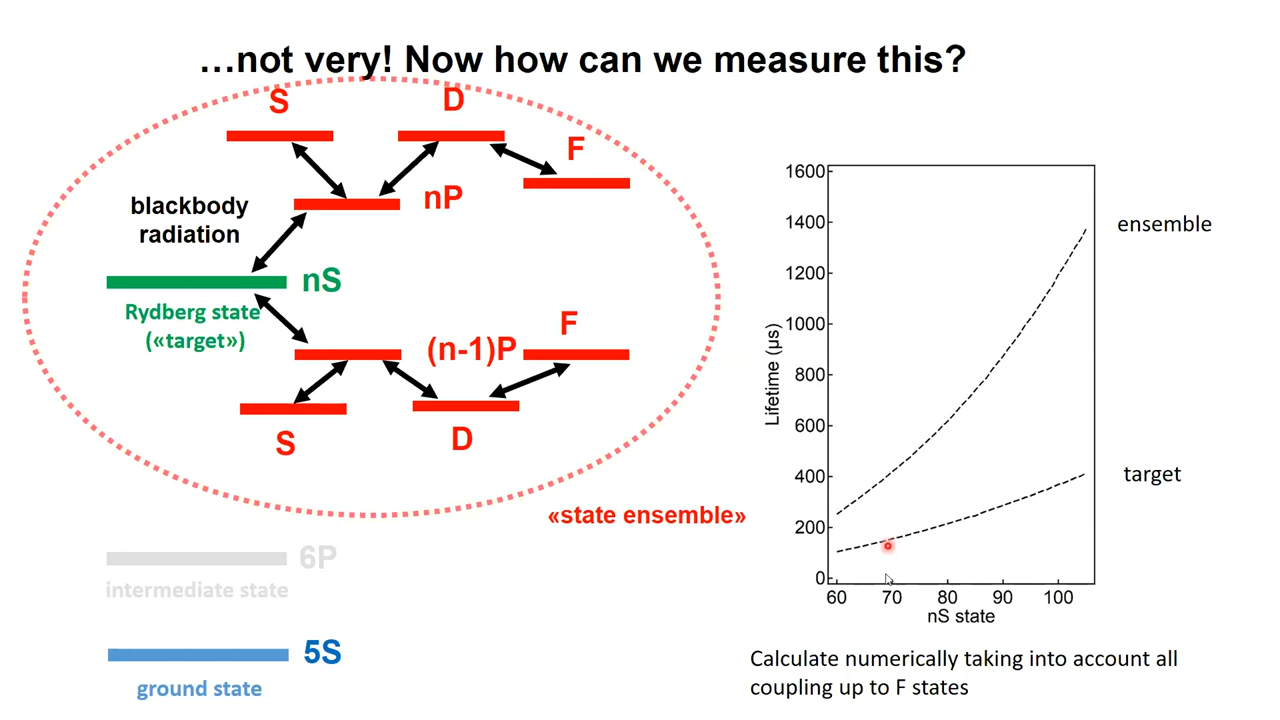 …not very! Now how can we measure this?
S
D
F
nP
blackbody
radiation
nS
Rydberg state
(«target»)
F
(n-1)P
S
D
«state ensemble»
6P
intermediate state
5S
ground state
1600
1400
1200
1000
800
600
400
200
0
Lifetime (µs)
60 70 80 90 100
nS state
ensemble
target
Calculate numerically taking into account all
coupling up to F states